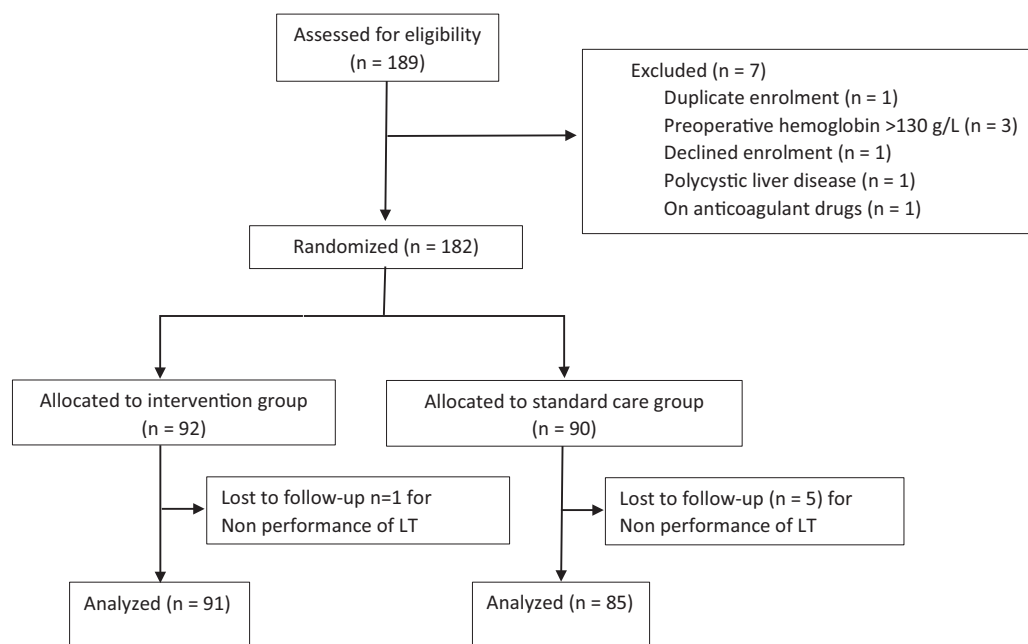 Assessed for eligibility
(n = 189)
Excluded (n = 7)
Duplicate enrolment (n = 1)
Preoperative hemoglobin >130 g/L (n = 3)
Declined enrolment (n = 1)
Polycystic liver disease (n = 1)
On anticoagulant drugs (n = 1)
Randomized (n = 182)
Allocated to intervention group
(n = 92)
Allocated to standard care group
(n = 90)
Lost to follow-up n=1 for
Non performance of LT
Lost to follow-up (n = 5) for
Non performance of LT
Analyzed (n = 91)
Analyzed (n = 85)